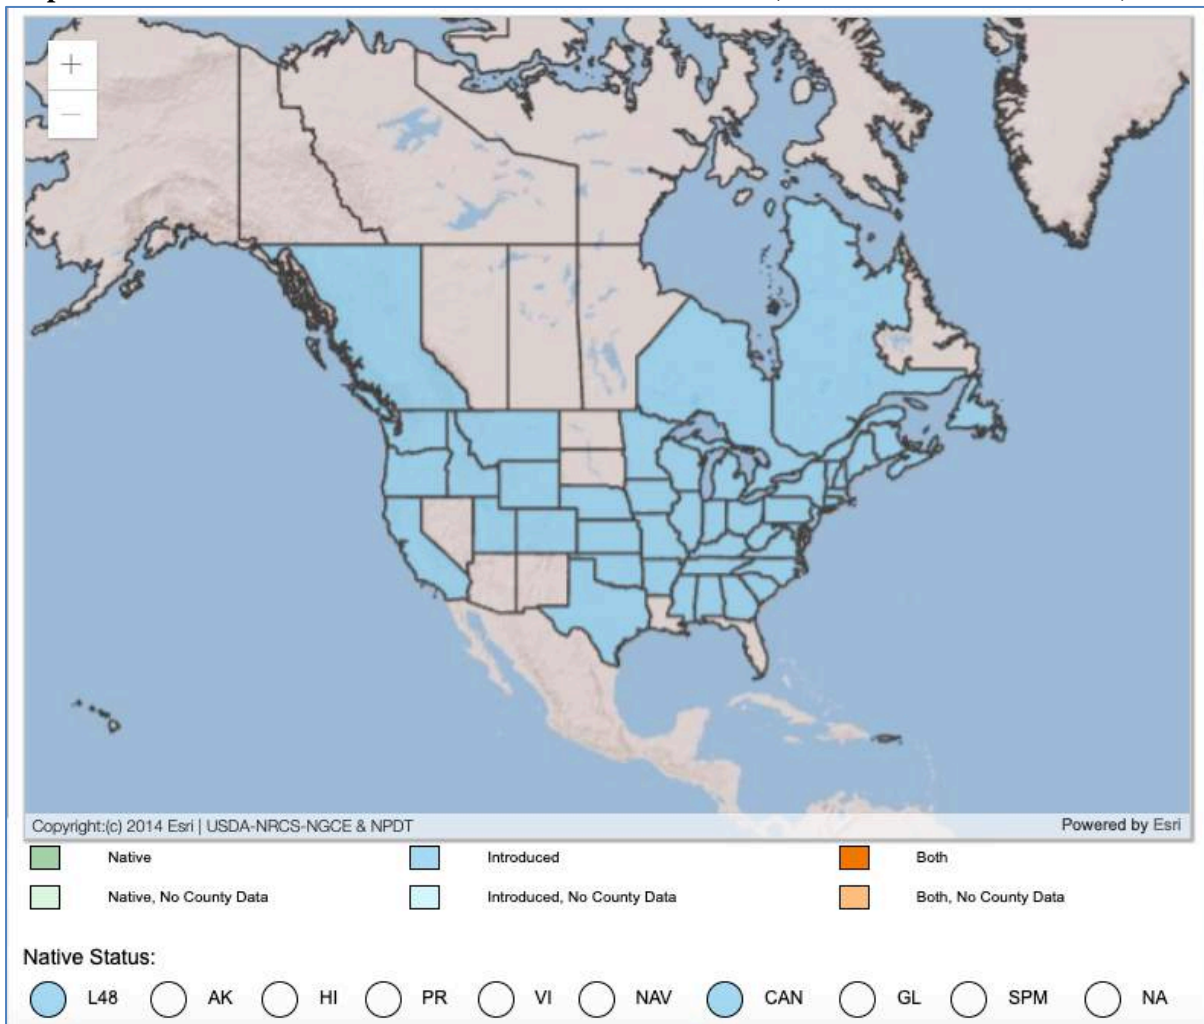 +
−
Copyright:(c) 2014 Esri | USDA-NRCS-NGCE & NPDT Powered by Esri
Native Introduced Both
Native, No County Data Introduced, No County Data Both, No County Data
Native Status:
L48 AK HI PR VI NAV CAN GL SPM NA